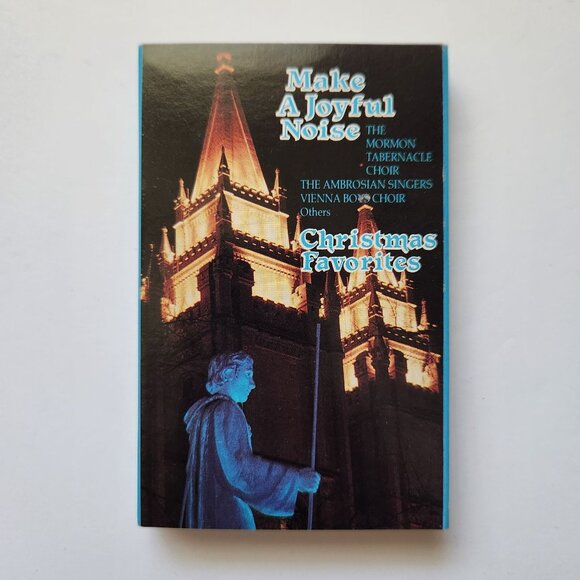 Make
A Joyful
Noise
THE
MORMON
TABERNACLE
CHOIR
THE AMBROSIAN SINGERS
VIENNA BOYS CHOIR
Others
Christmas
Favorites